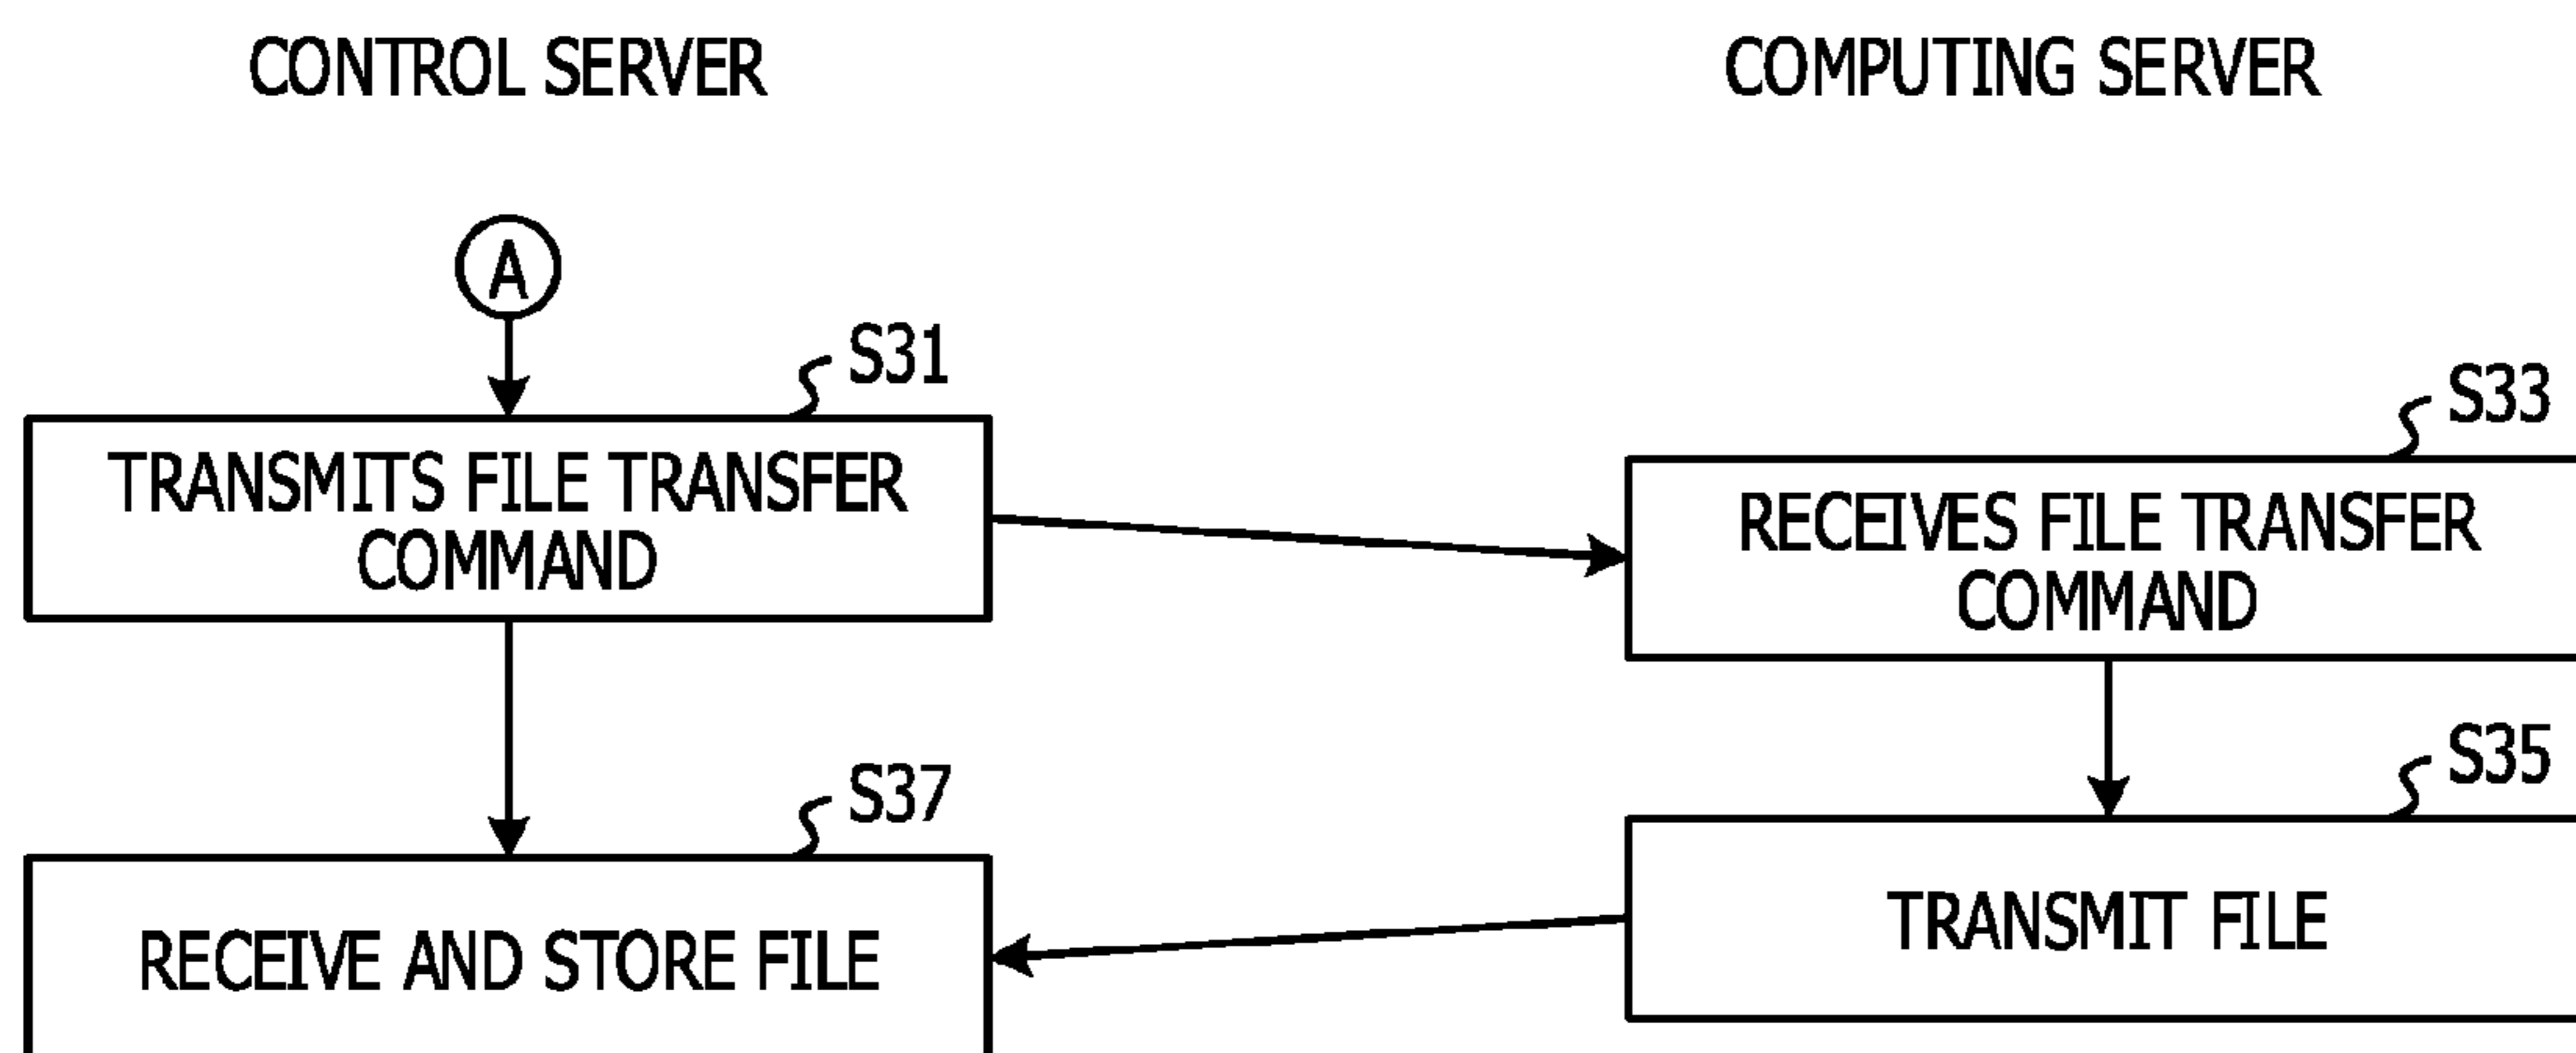 CONTROL SERVER
COMPUTING SERVER
A
S31
TRANSMITS FILE TRANSFER
COMMAND
S33
RECEIVES FILE TRANSFER
COMMAND
S35
TRANSMIT FILE
S37
RECEIVE AND STORE FILE